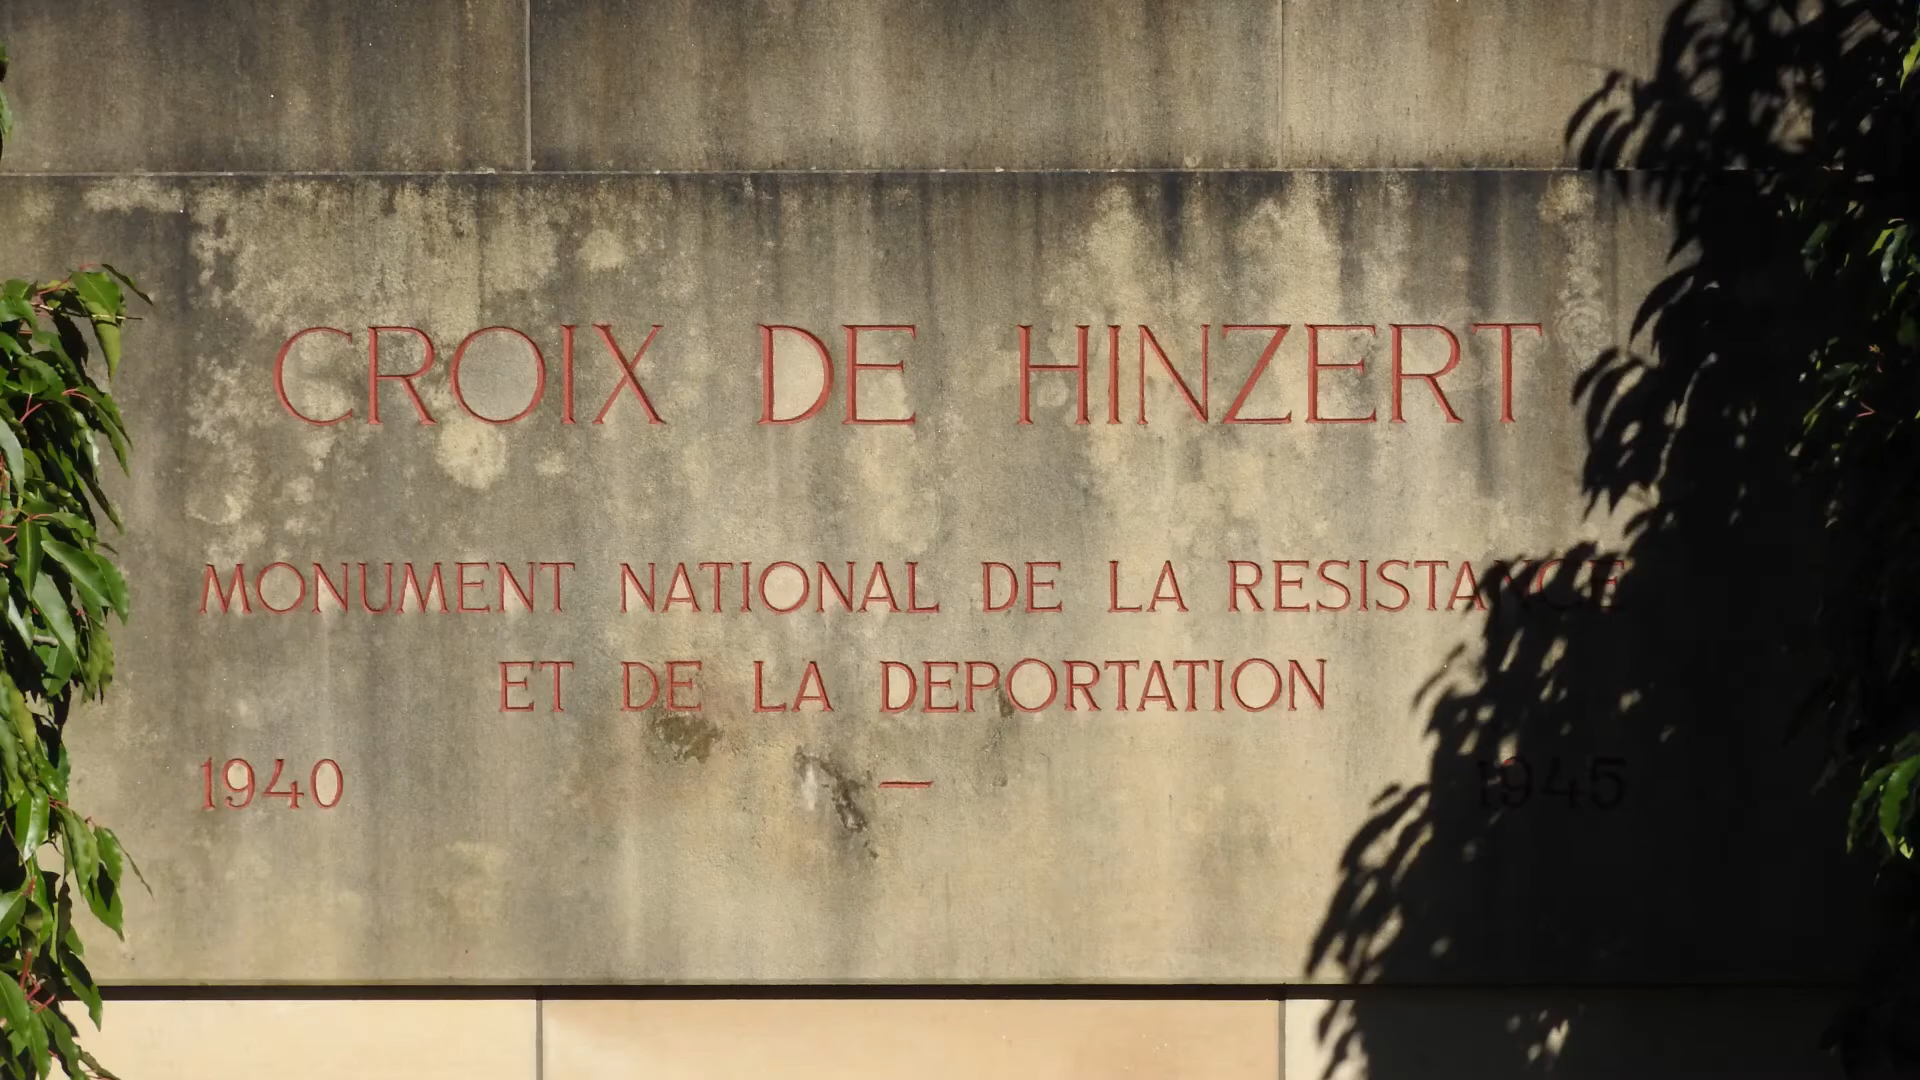 CROIX DE HINZERT
MONUMENT NATIONAL DE LA RESISTANCE
ET DE LA DEPORTATION
1940 — 1945